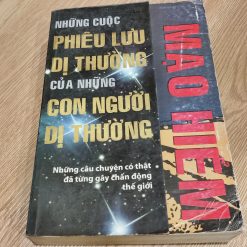 NHỮNG CUỘC
PHIÊU LƯU
DỊ THƯỜNG
CỦA NHỮNG
CON NGƯỜI
DỊ THƯỜNG
Những câu chuyện có thật
đã từng gây chấn động
thế giới
MẠO HIỂM